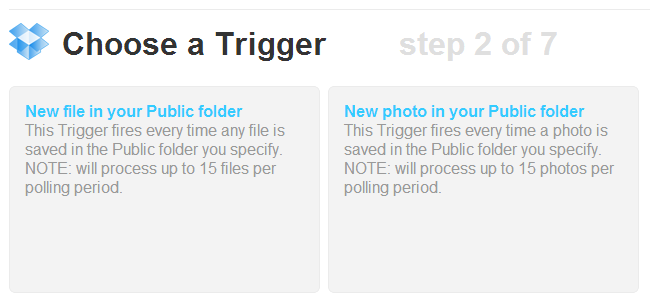 Choose a Trigger step 2 of 7
New file in your Public folder
This Trigger fires every time any file is
saved in the Public folder you specify.
NOTE: will process up to 15 files per
polling period.
New photo in your Public folder
This Trigger fires every time a photo is
saved in the Public folder you specify.
NOTE: will process up to 15 photos per
polling period.